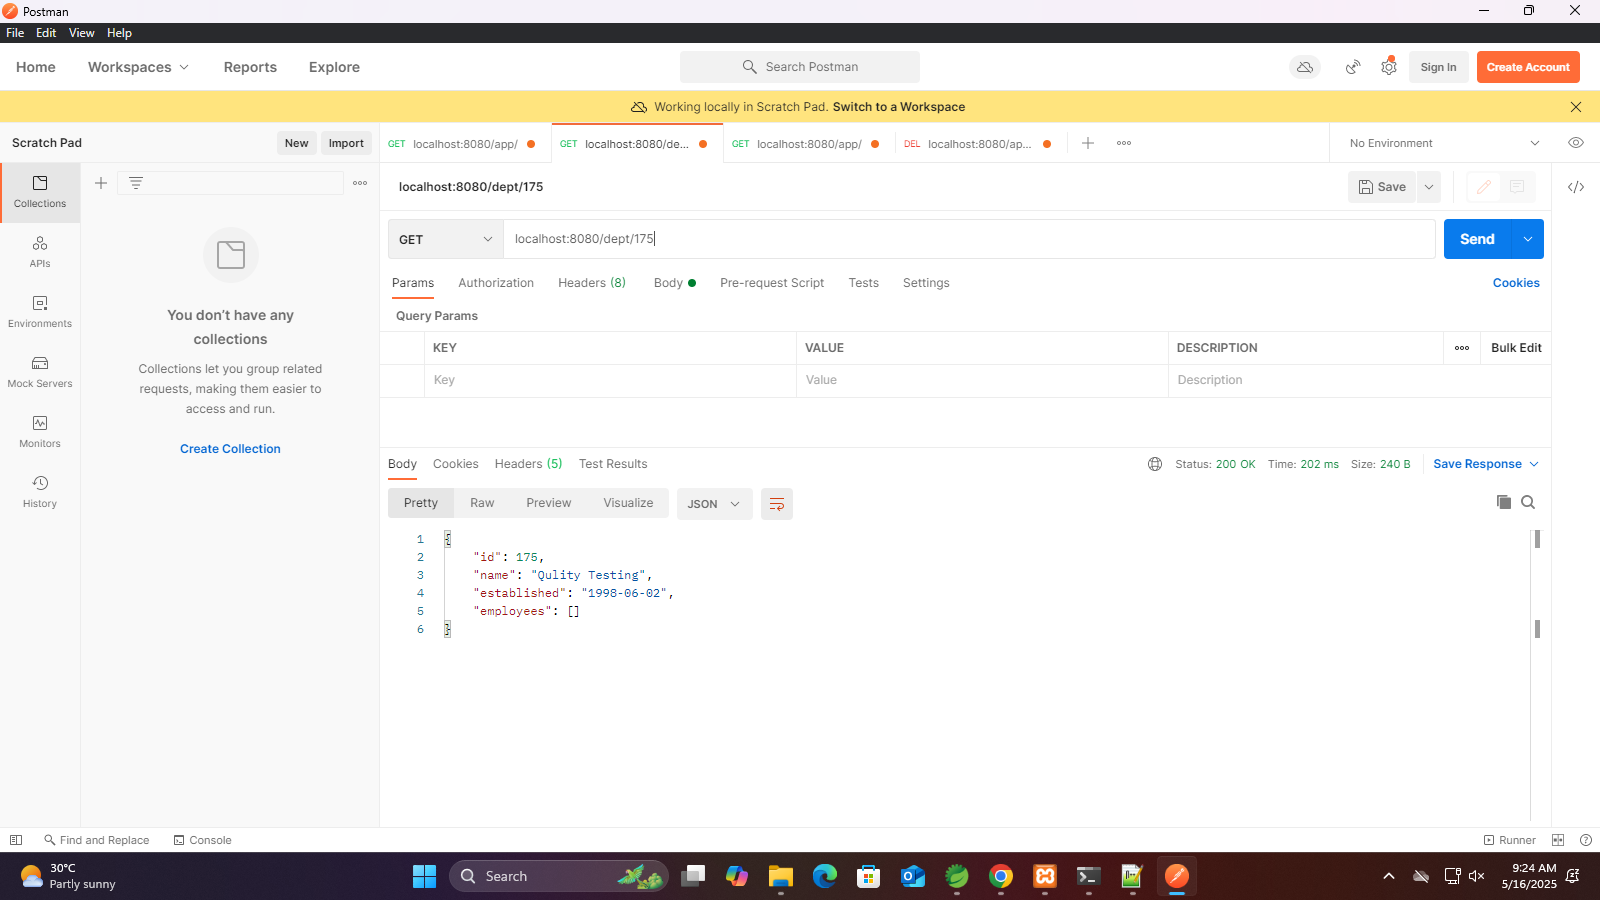 Postman
File Edit View Help
Home Workspaces Reports Explore Search Postman Sign In Create Account
Working locally in Scratch Pad. Switch to a Workspace
Scratch Pad New Import GET localhost:8080/app/ GET localhost:8080/de... GET localhost:8080/app/ DEL localhost:8080/ap... No Environment
Collections
APIs
Environments
Mock Servers
Monitors
History
You don't have any
collections
Collections let you group related
requests, making them easier to
access and run.
Create Collection
localhost:8080/dept/175 Save
GET localhost:8080/dept/175 Send
Params Authorization Headers (8) Body Pre-request Script Tests Settings Cookies
Query Params
KEY VALUE DESCRIPTION Bulk Edit
Key Value Description
Body Cookies Headers (5) Test Results Status: 200 OK Time: 202 ms Size: 240 B Save Response
Pretty Raw Preview Visualize JSON
1 {
2 "id": 175,
3 "name": "Qulity Testing",
4 "established": "1998-06-02",
5 "employees": []
6 }
Find and Replace Console Runner
30°C
Partly sunny
Search
9:24 AM
5/16/2025